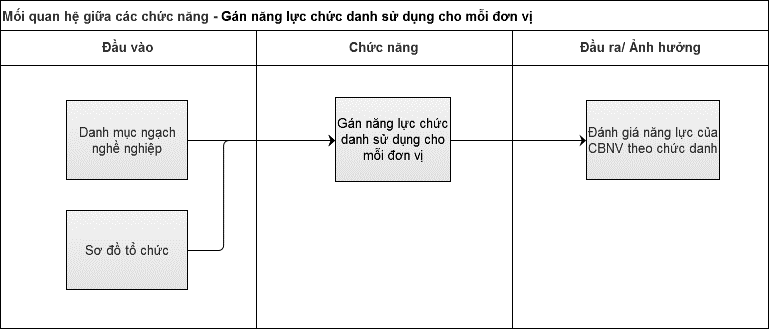 Mối quan hệ giữa các chức năng - Gán năng lực chức danh sử dụng cho mỗi đơn vị
Đầu vào
Chức năng
Đầu ra/ Ảnh hưởng
Danh mục ngạch
nghề nghiệp
Gán năng lực chức
danh sử dụng cho
mỗi đơn vị
Đánh giá năng lực của
CBNV theo chức danh
Sơ đồ tổ chức